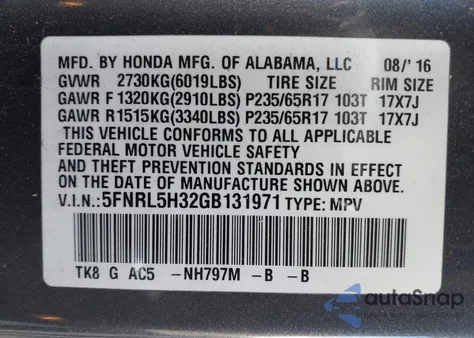 MFD. BY HONDA MFG. OF ALABAMA, LLC 08/' 16
GVWR 2730KG(6019LBS) TIRE SIZE RIM SIZE
GAWR F 1320KG(2910LBS) P235/65R17 103T 17X7J
GAWR R1515KG(3340LBS) P235/65R17 103T 17X7J
THIS VEHICLE CONFORMS TO ALL APPLICABLE
FEDERAL MOTOR VEHICLE SAFETY
AND THEFT PREVENTION STANDARDS IN EFFECT
ON THE DATE OF MANUFACTURE SHOWN ABOVE.
V.I.N.: 5FNRL5H32GB131971 TYPE: MPV
TK8 G AC5 -NH797M -B -B
autoSnap